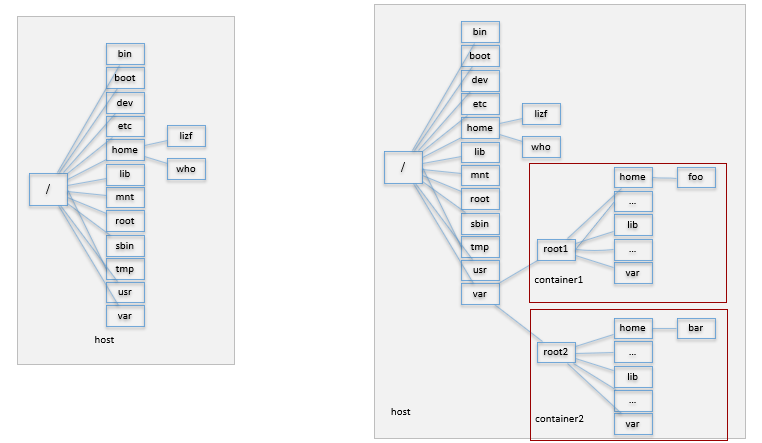 bin
boot
dev
etc
home
lizf
who
lib
/
mnt
root
sbin
tmp
usr
var
host
bin
boot
dev
etc
home
lizf
who
lib
/
mnt
root
sbin
tmp
usr
var
home
foo
...
lib
root1
...
container1
var
home
bar
...
root2
lib
...
container2
var
host